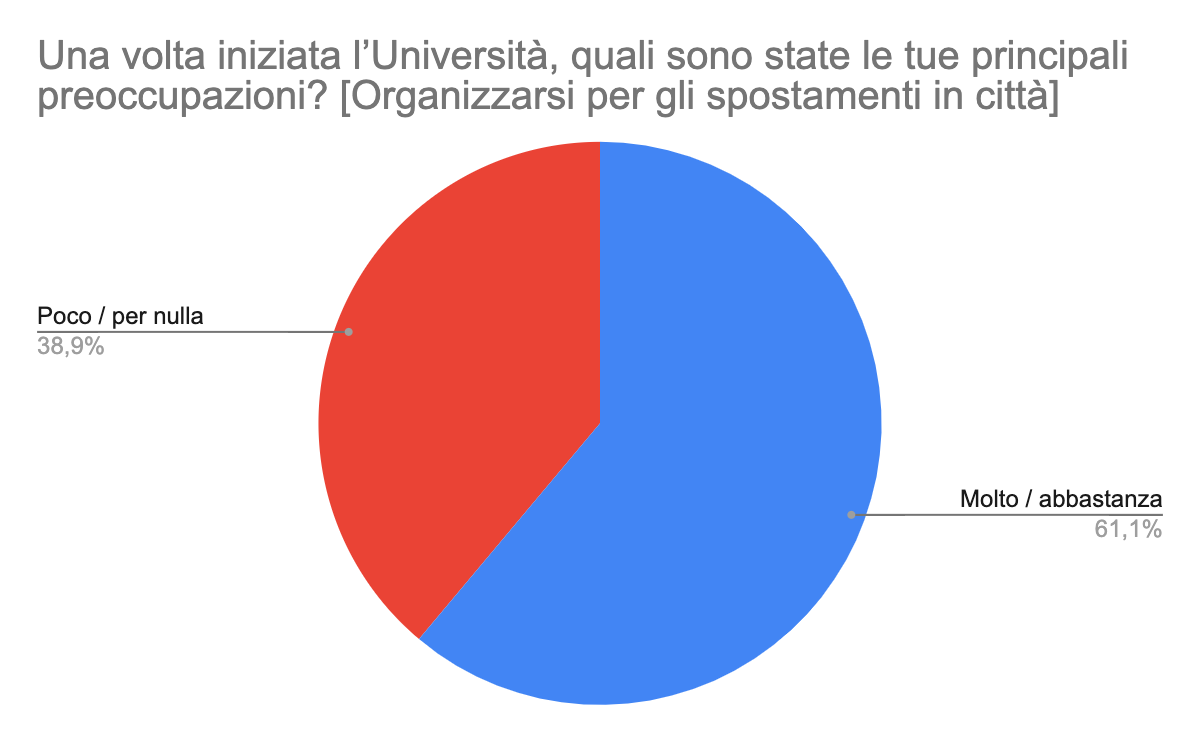 Una volta iniziata l’Università, quali sono state le tue principali
preoccupazioni? [Organizzarsi per gli spostamenti in città]
Poco / per nulla
38,9%
Molto / abbastanza
61,1%